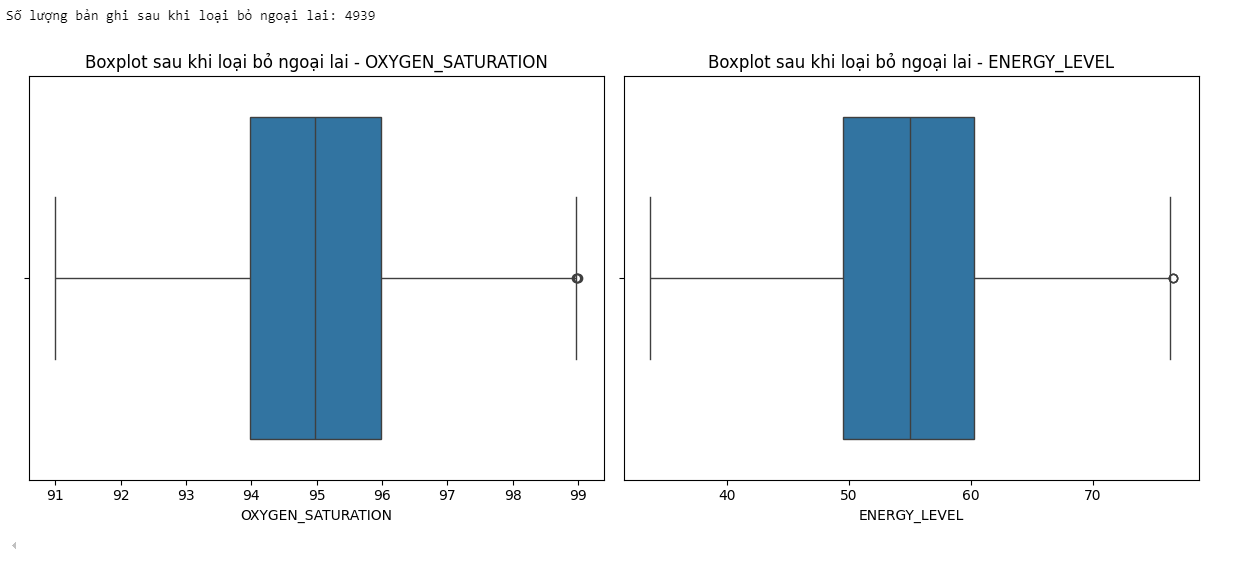 Số lượng bản ghi sau khi loại bỏ ngoại lai: 4939
Boxplot sau khi loại bỏ ngoại lai - OXYGEN_SATURATION
91 92 93 94 95 96 97 98 99
OXYGEN_SATURATION
Boxplot sau khi loại bỏ ngoại lai - ENERGY_LEVEL
40 50 60 70
ENERGY_LEVEL